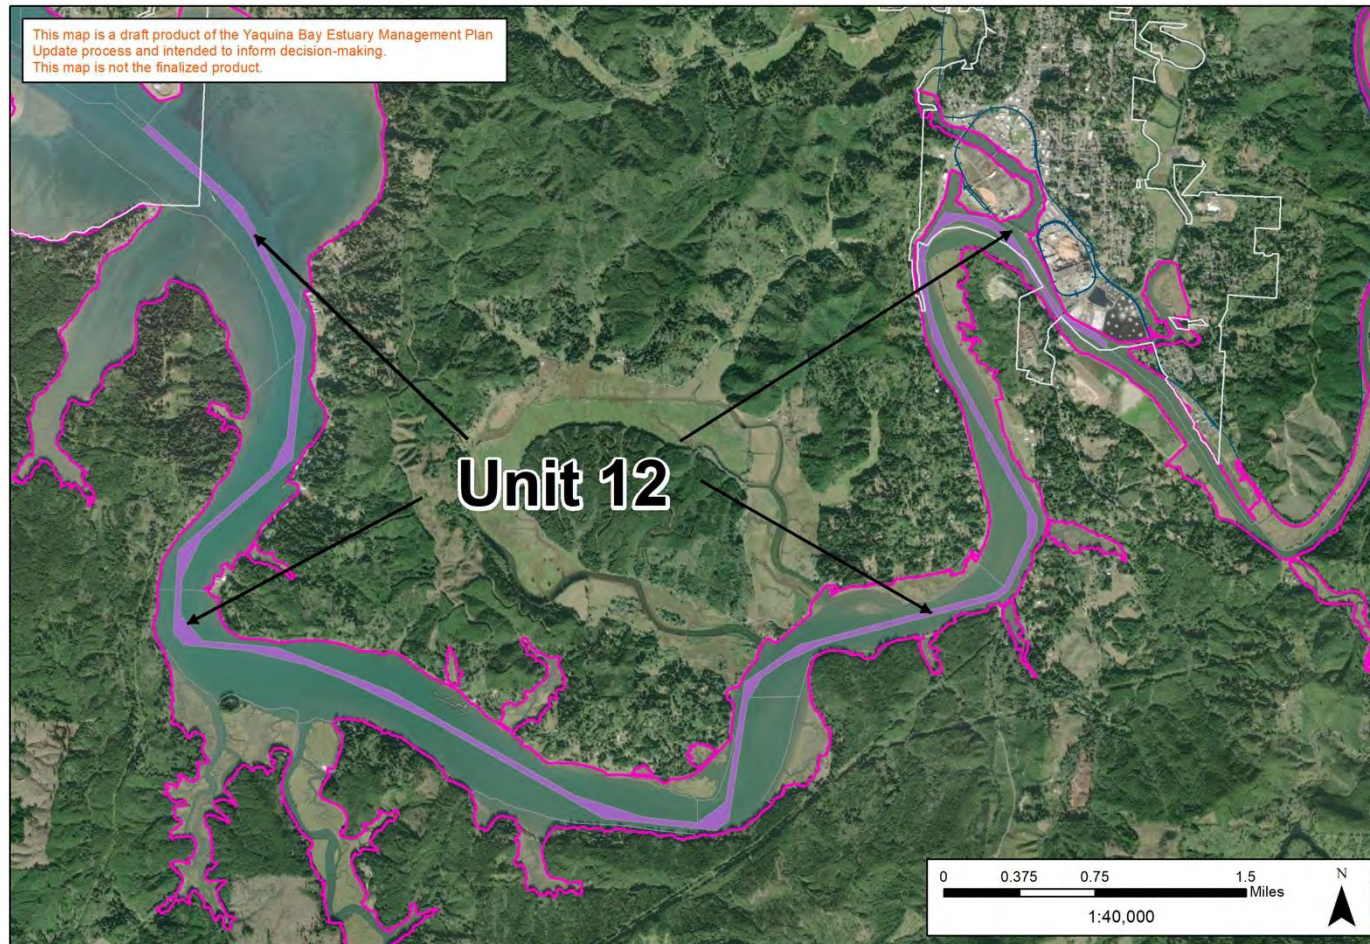 This map is a draft product of the Yaquina Bay Estuary Management Plan
Update process and intended to inform decision-making.
This map is not the finalized product.
Unit 12
0 0.375 0.75 1.5
Miles
1:40,000
N